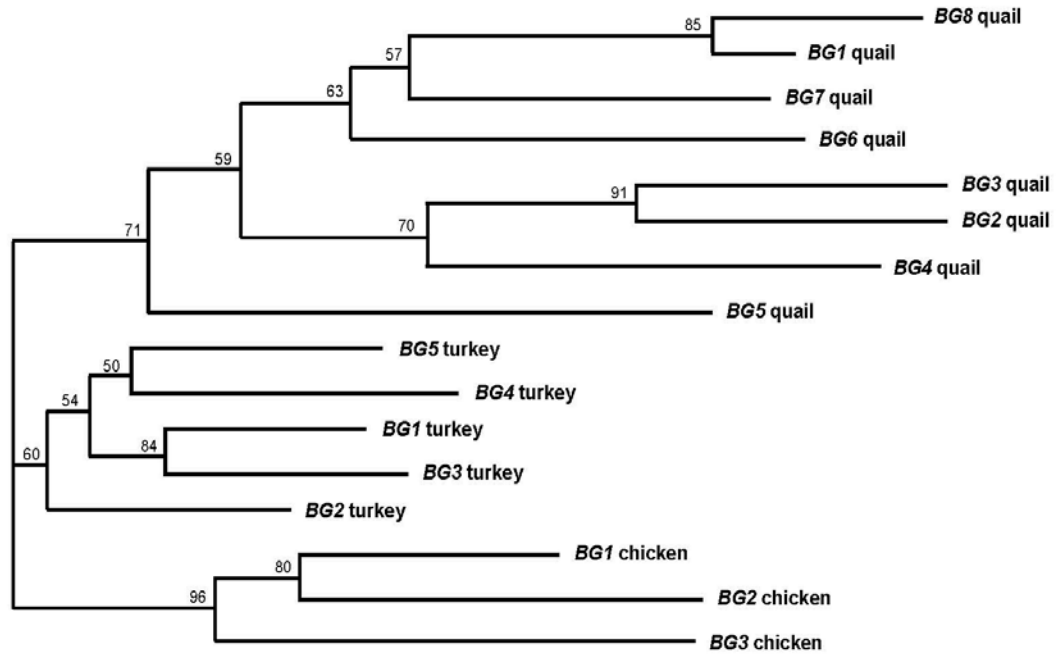 BG8 quail
85
BG1 quail
57
BG7 quail
63
BG6 quail
59
BG3 quail
91
BG2 quail
70
71
BG4 quail
BG5 quail
BG5 turkey
50
BG4 turkey
54
BG1 turkey
84
60
BG3 turkey
BG2 turkey
BG1 chicken
80
BG2 chicken
96
BG3 chicken